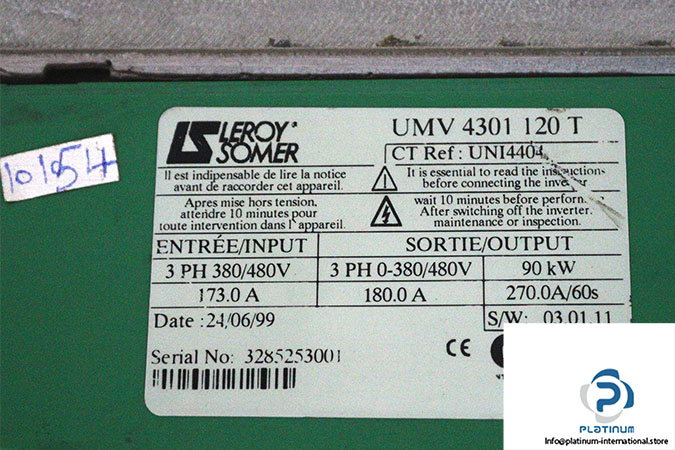 10154
LEROY®
SOMER
UMV 4301 120 T
CT Ref : UNI4404
Il est indispensable de lire la notice
avant de raccorder cet appareil.
It is essential to read the instructions
before connecting the inverter
Apres mise hors tension,
attendre 10 minutes pour
toute intervention dans l'appareil.
wait 10 minutes before
After switching off the inverter,
maintenance or inspection.
ENTRÉE/INPUT
SORTIE/OUTPUT
3 PH 380/480V
3 PH 0-380/480V
90 kW
173.0 A
180.0 A
270.0A/60s
Date : 24/06/99
S/W: 03.01.11
Serial No: 3285253001
CE
PLATINUM
Info@platinum-international.store